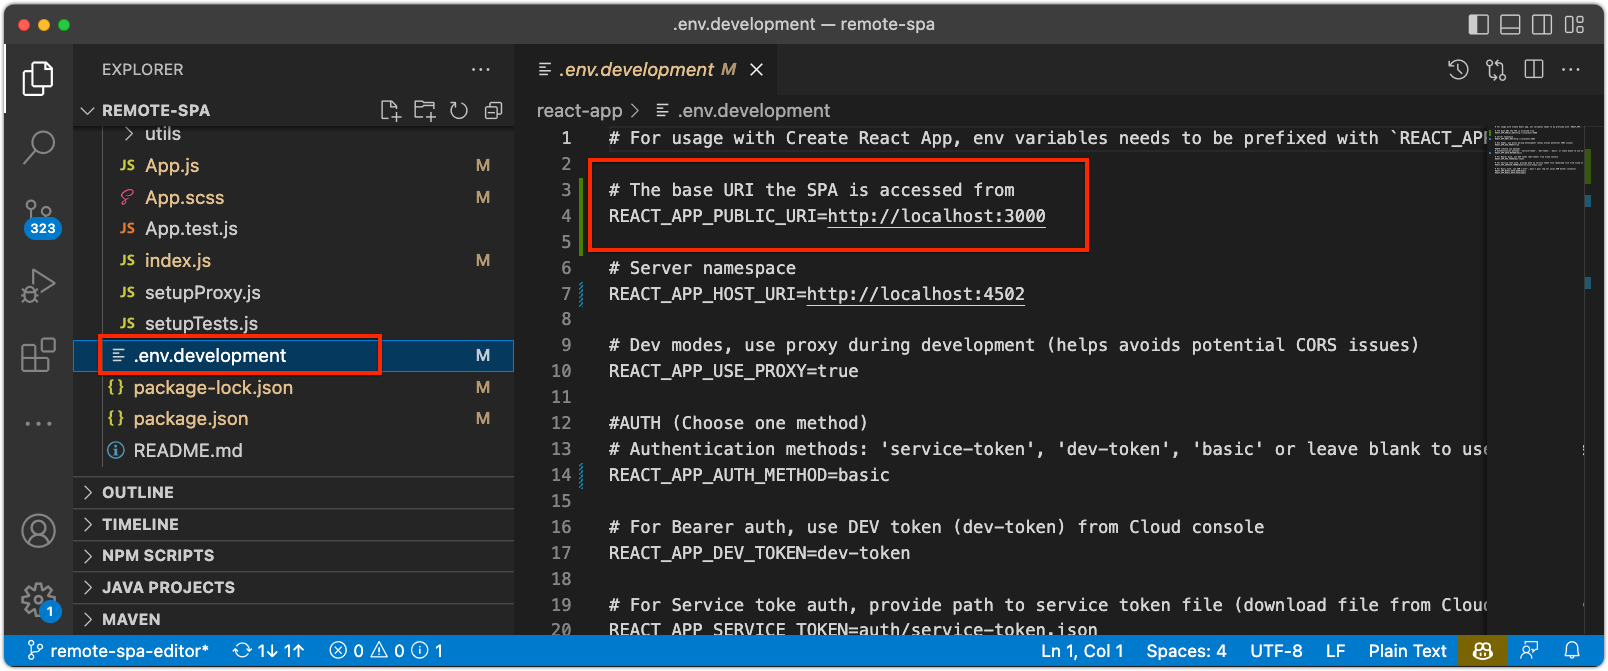 .env.development — remote-spa
EXPLORER
REMOTE-SPA
utils
JS App.js M
App.scss M
JS App.test.js
JS index.js M
JS setupProxy.js
JS setupTests.js
.env.development M
{} package-lock.json M
{} package.json M
README.md
OUTLINE
TIMELINE
NPM SCRIPTS
JAVA PROJECTS
MAVEN
323
1
.env.development M
react-app > .env.development
1 # For usage with Create React App, env variables needs to be prefixed with `REACT_APP
2
3 # The base URI the SPA is accessed from
4 REACT_APP_PUBLIC_URI=http://localhost:3000
5
6 # Server namespace
7 REACT_APP_HOST_URI=http://localhost:4502
8
9 # Dev modes, use proxy during development (helps avoids potential CORS issues)
10 REACT_APP_USE_PROXY=true
11
12 #AUTH (Choose one method)
13 # Authentication methods: 'service-token', 'dev-token', 'basic' or leave blank to use
14 REACT_APP_AUTH_METHOD=basic
15
16 # For Bearer auth, use DEV token (dev-token) from Cloud console
17 REACT_APP_DEV_TOKEN=dev-token
18
19 # For Service toke auth, provide path to service token file (download file from Clou
20 REACT_APP_SERVICE_TOKEN=auth/service-token.json
remote-spa-editor* 1↓ 1↑ 0 0 1 Ln 1, Col 1 Spaces: 4 UTF-8 LF Plain Text